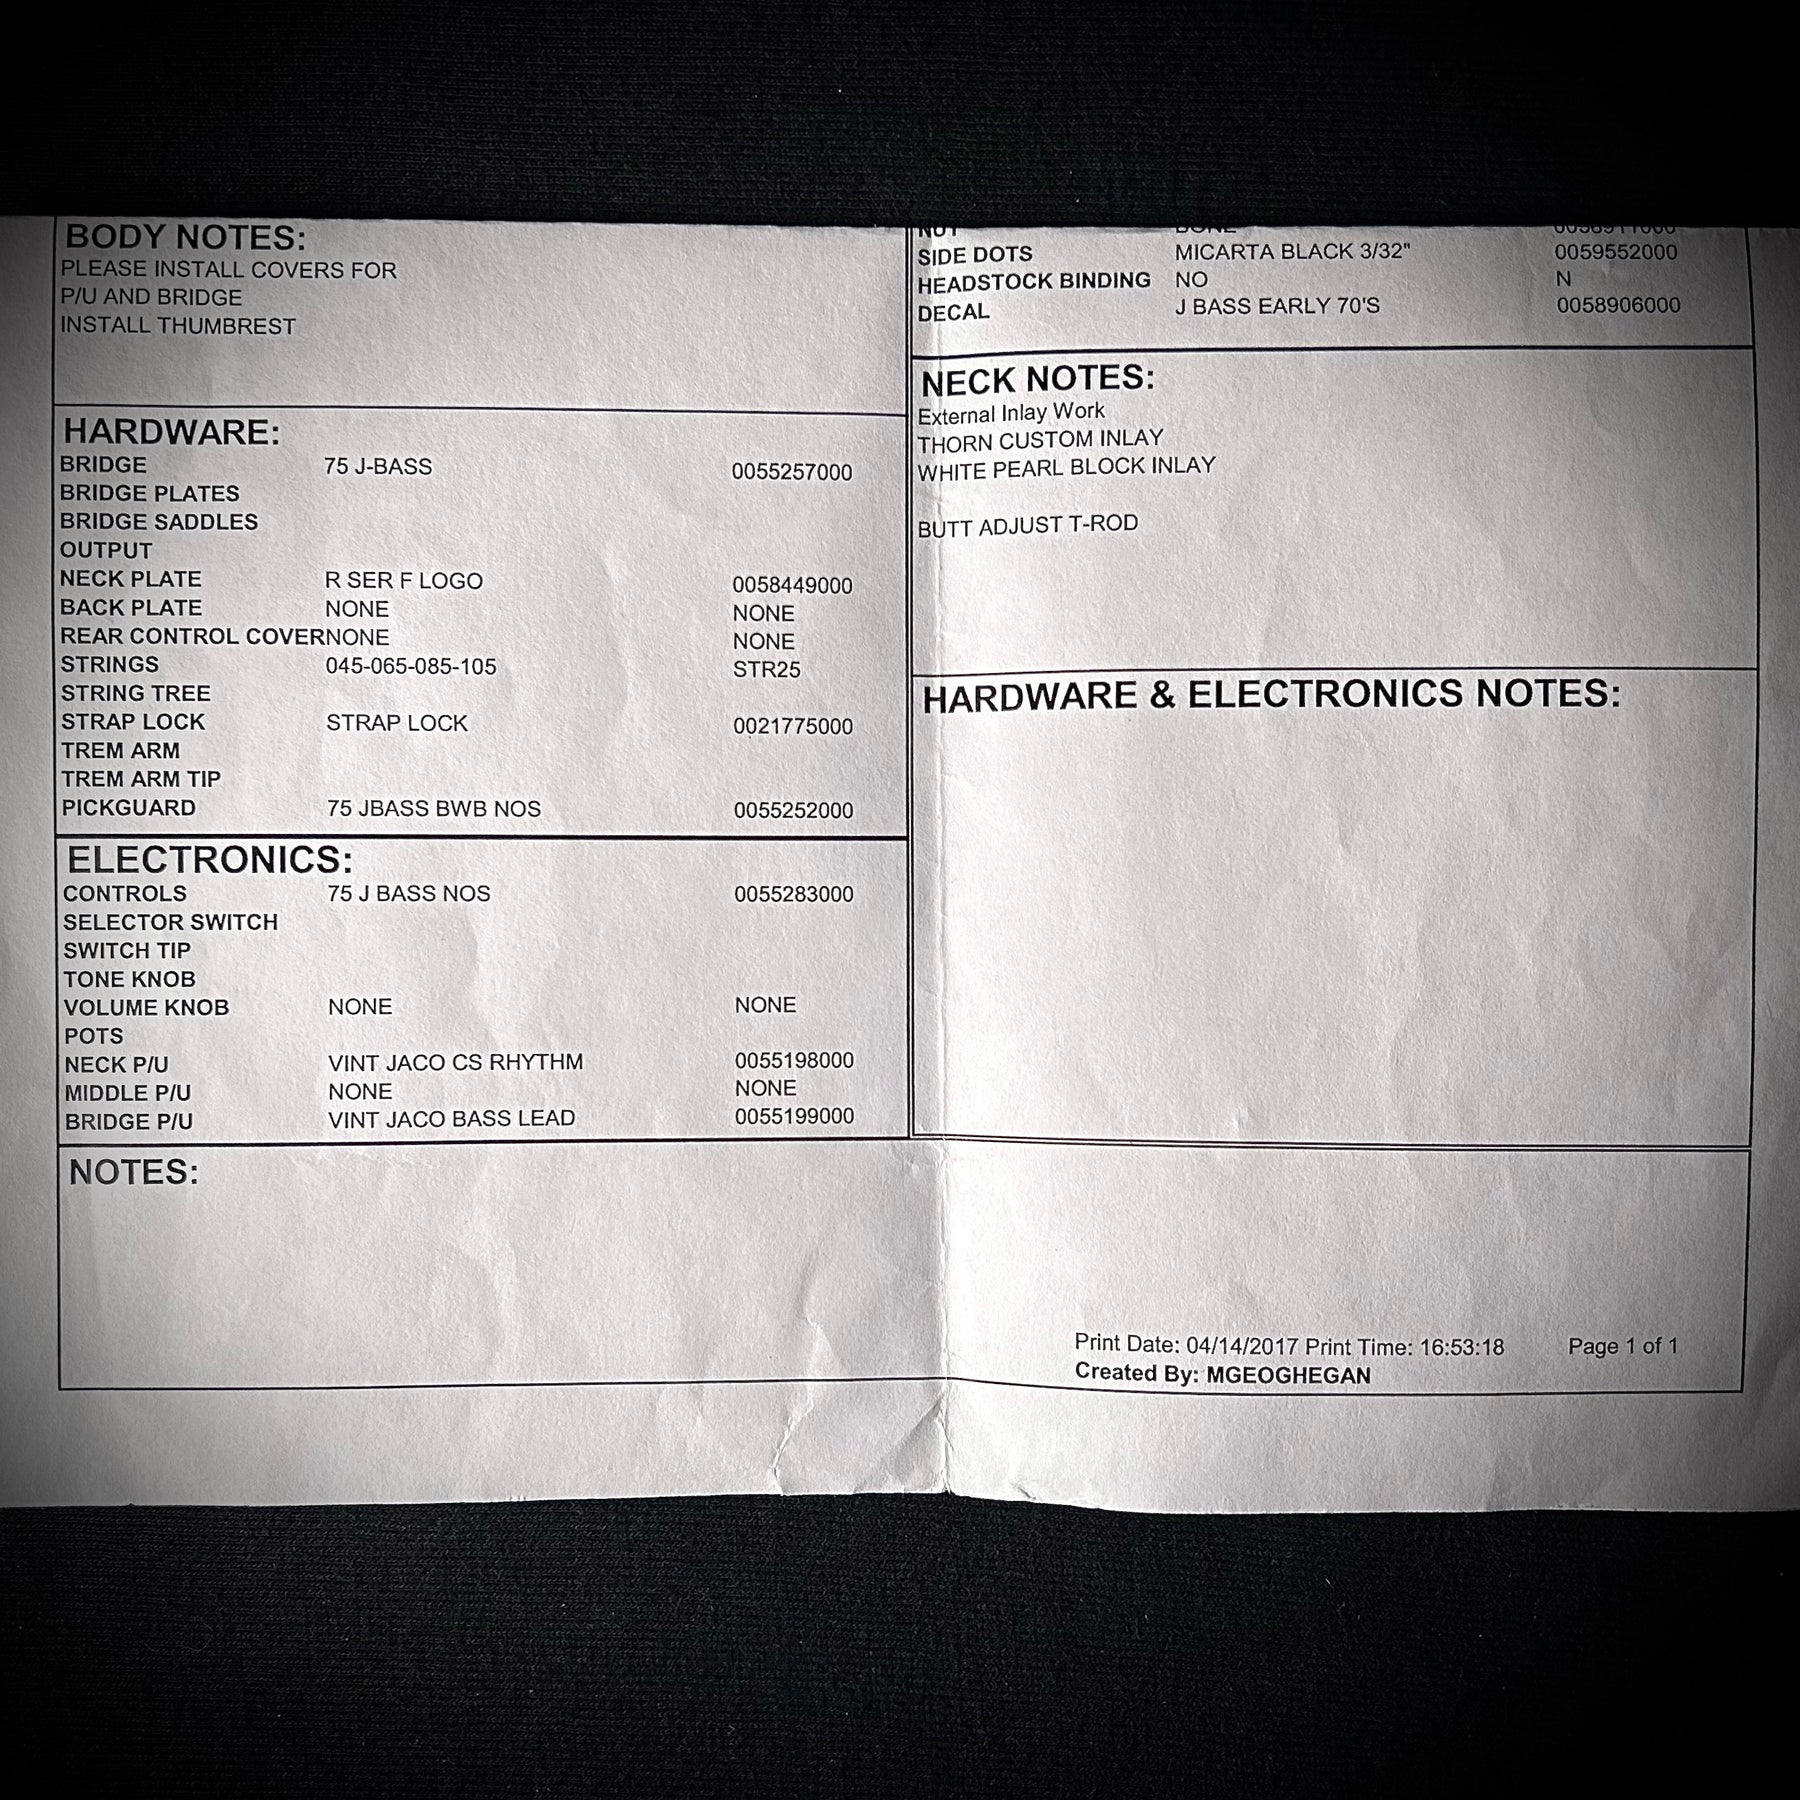 BODY NOTES:
PLEASE INSTALL COVERS FOR
P/U AND BRIDGE
INSTALL THUMBREST
HARDWARE:
BRIDGE 75 J-BASS 0055257000
BRIDGE PLATES
BRIDGE SADDLES
OUTPUT
NECK PLATE R SER F LOGO 0058449000
BACK PLATE NONE NONE
REAR CONTROL COVERNONE NONE
STRINGS 045-065-085-105 STR25
STRING TREE
STRAP LOCK STRAP LOCK 0021775000
TREM ARM
TREM ARM TIP
PICKGUARD 75 JBASS BWB NOS 0055252000
ELECTRONICS:
CONTROLS 75 J BASS NOS 0055283000
SELECTOR SWITCH
SWITCH TIP
TONE KNOB
VOLUME KNOB NONE NONE
POTS
NECK P/U VINT JACO CS RHYTHM 0055198000
MIDDLE P/U NONE NONE
BRIDGE P/U VINT JACO BASS LEAD 0055199000
NUT BONE
SIDE DOTS MICARTA BLACK 3/32" 0059552000
HEADSTOCK BINDING NO N
DECAL J BASS EARLY 70'S 0058906000
NECK NOTES:
External Inlay Work
THORN CUSTOM INLAY
WHITE PEARL BLOCK INLAY
BUTT ADJUST T-ROD
HARDWARE & ELECTRONICS NOTES:
NOTES:
Print Date: 04/14/2017 Print Time: 16:53:18 Page 1 of 1
Created By: MGEOGHEGAN